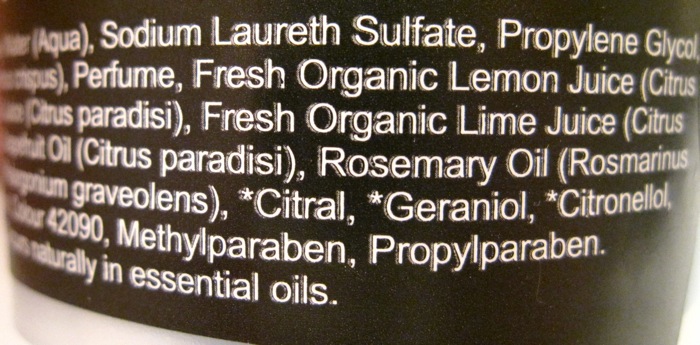 (Aqua), Sodium Laureth Sulfate, Propylene Glycol
crispus), Perfume, Fresh Organic Lemon Juice (Citrus
(Citrus paradisi), Fresh Organic Lime Juice (Citrus
Oil (Citrus paradisi), Rosemary Oil (Rosmarinus
graveolens), *Citral, *Geraniol, *Citronellol,
42090, Methylparaben, Propylparaben.
naturally in essential oils.